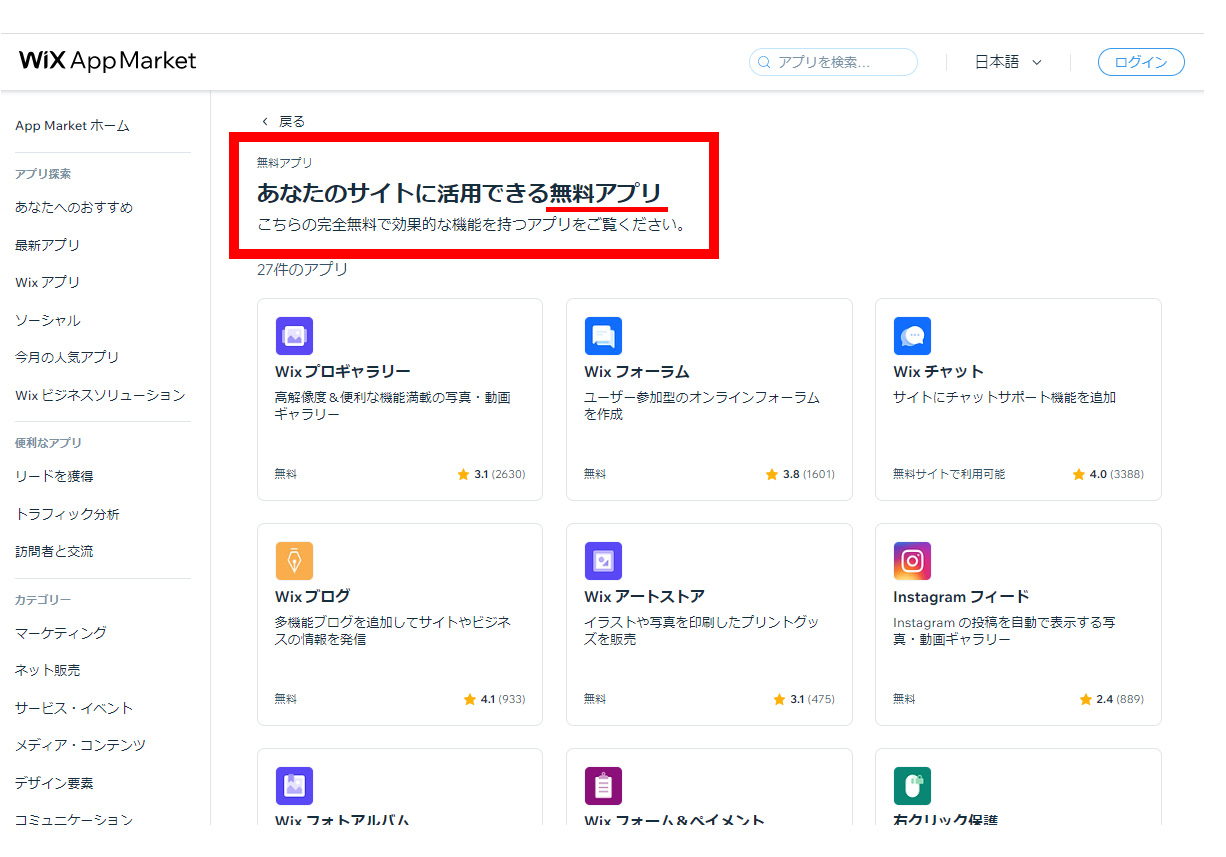 WiX App Market
アプリを検索...
日本語
ログイン
App Market ホーム
アプリ探索
あなたへのおすすめ
最新アプリ
Wix アプリ
ソーシャル
今月の人気アプリ
Wix ビジネスソリューション
便利なアプリ
リードを獲得
トラフィック分析
訪問者と交流
カテゴリー
マーケティング
ネット販売
サービス・イベント
メディア・コンテンツ
デザイン要素
コミュニケーション
戻る
無料アプリ
あなたのサイトに活用できる無料アプリ
こちらの完全無料で効果的な機能を持つアプリをご覧ください。
27件のアプリ
Wix プロギャラリー
高解像度＆便利な機能満載の写真・動画
ギャラリー
無料
3.1 (2630)
Wix フォーラム
ユーザー参加型のオンラインフォーラム
を作成
無料
3.8 (1601)
Wix チャット
サイトにチャットサポート機能を追加
無料サイトで利用可能
4.0 (3388)
Wix ブログ
多機能ブログを追加してサイトやビジネ
スの情報を発信
無料
4.1 (933)
Wix アートストア
イラストや写真を印刷したプリントグッ
ズを販売
無料
3.1 (475)
Instagram フィード
Instagram の投稿を自動で表示する写
真・動画ギャラリー
無料
2.4 (889)
Wix フォトアルバム
Wix フォーム＆ペイメント
右クリック保護